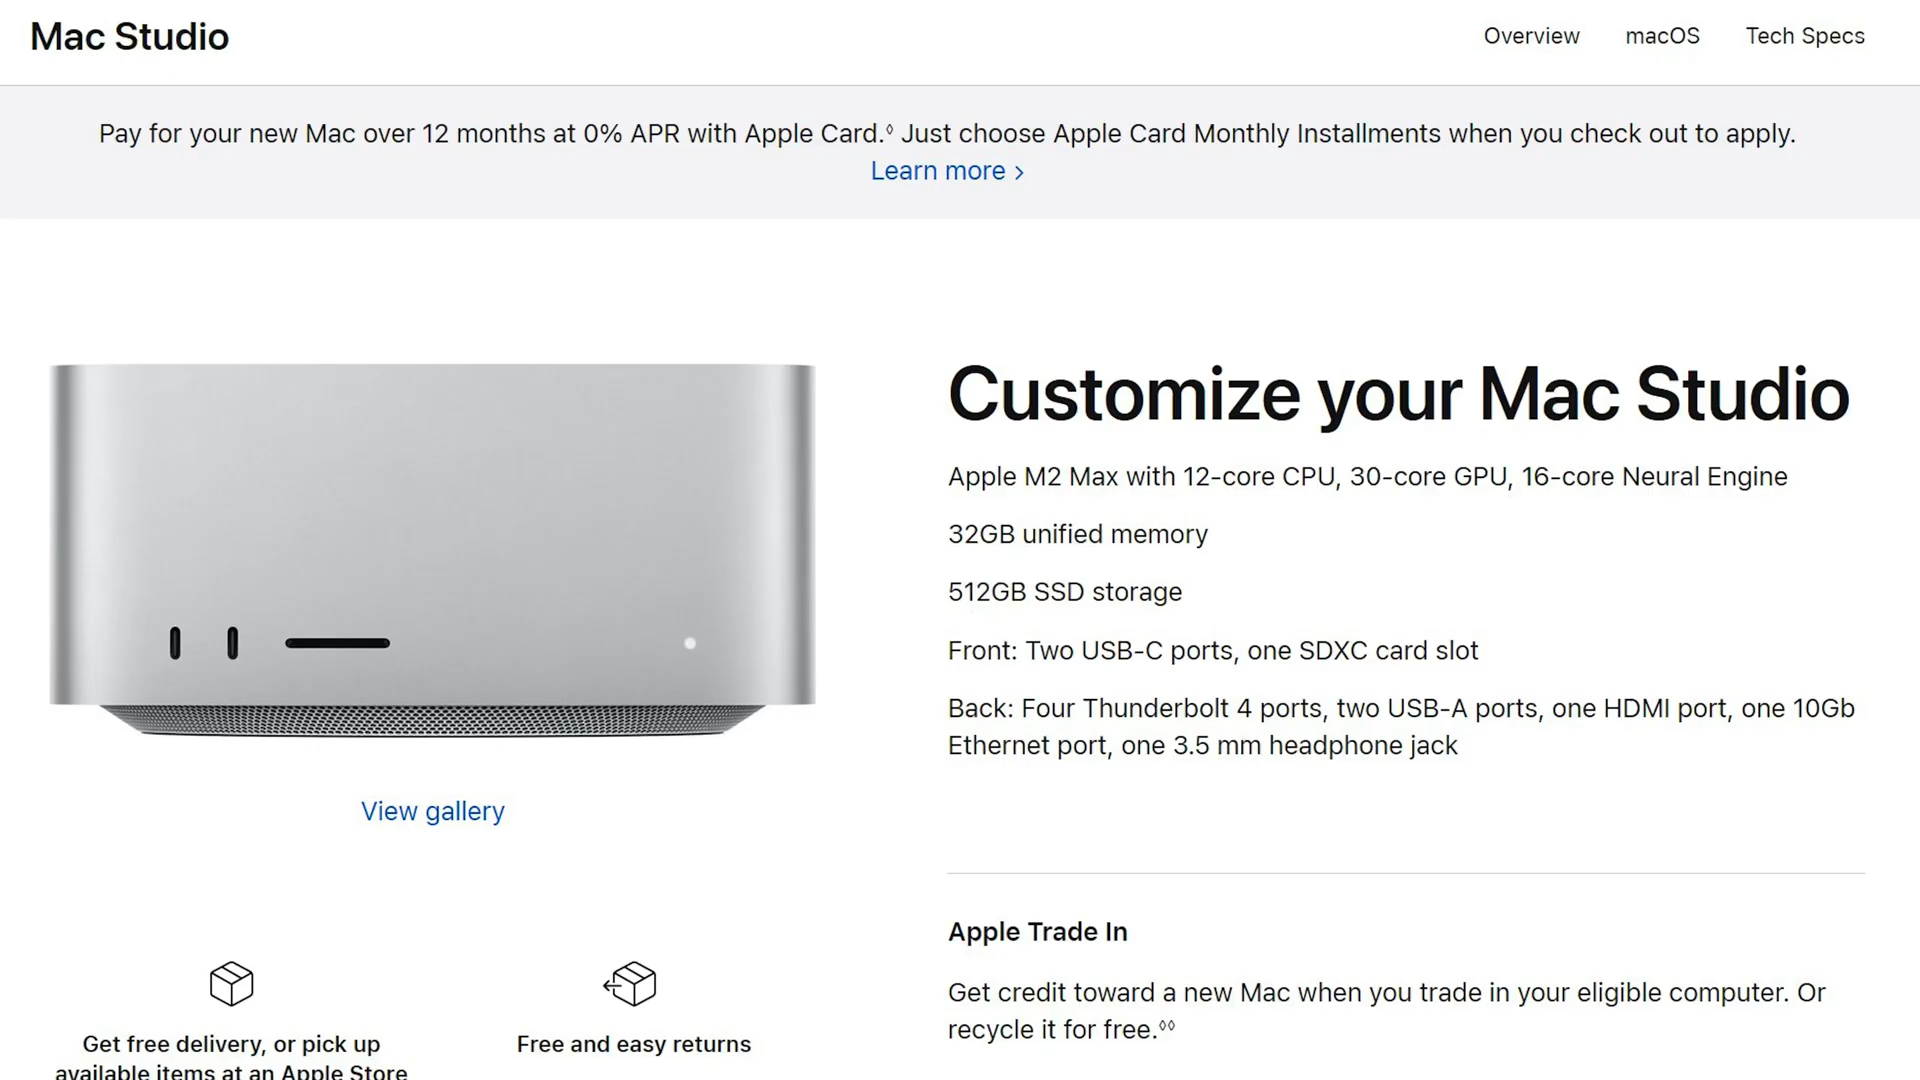 Mac Studio
Overview
macOS
Tech Specs
Pay for your new Mac over 12 months at 0% APR with Apple Card.◊ Just choose Apple Card Monthly Installments when you check out to apply.
Learn more >
Customize your Mac Studio
Apple M2 Max with 12-core CPU, 30-core GPU, 16-core Neural Engine
32GB unified memory
512GB SSD storage
Front: Two USB-C ports, one SDXC card slot
Back: Four Thunderbolt 4 ports, two USB-A ports, one HDMI port, one 10Gb
Ethernet port, one 3.5 mm headphone jack
View gallery
Apple Trade In
Get credit toward a new Mac when you trade in your eligible computer. Or
recycle it for free.◊◊
Get free delivery, or pick up
available items at an Apple Store
Free and easy returns